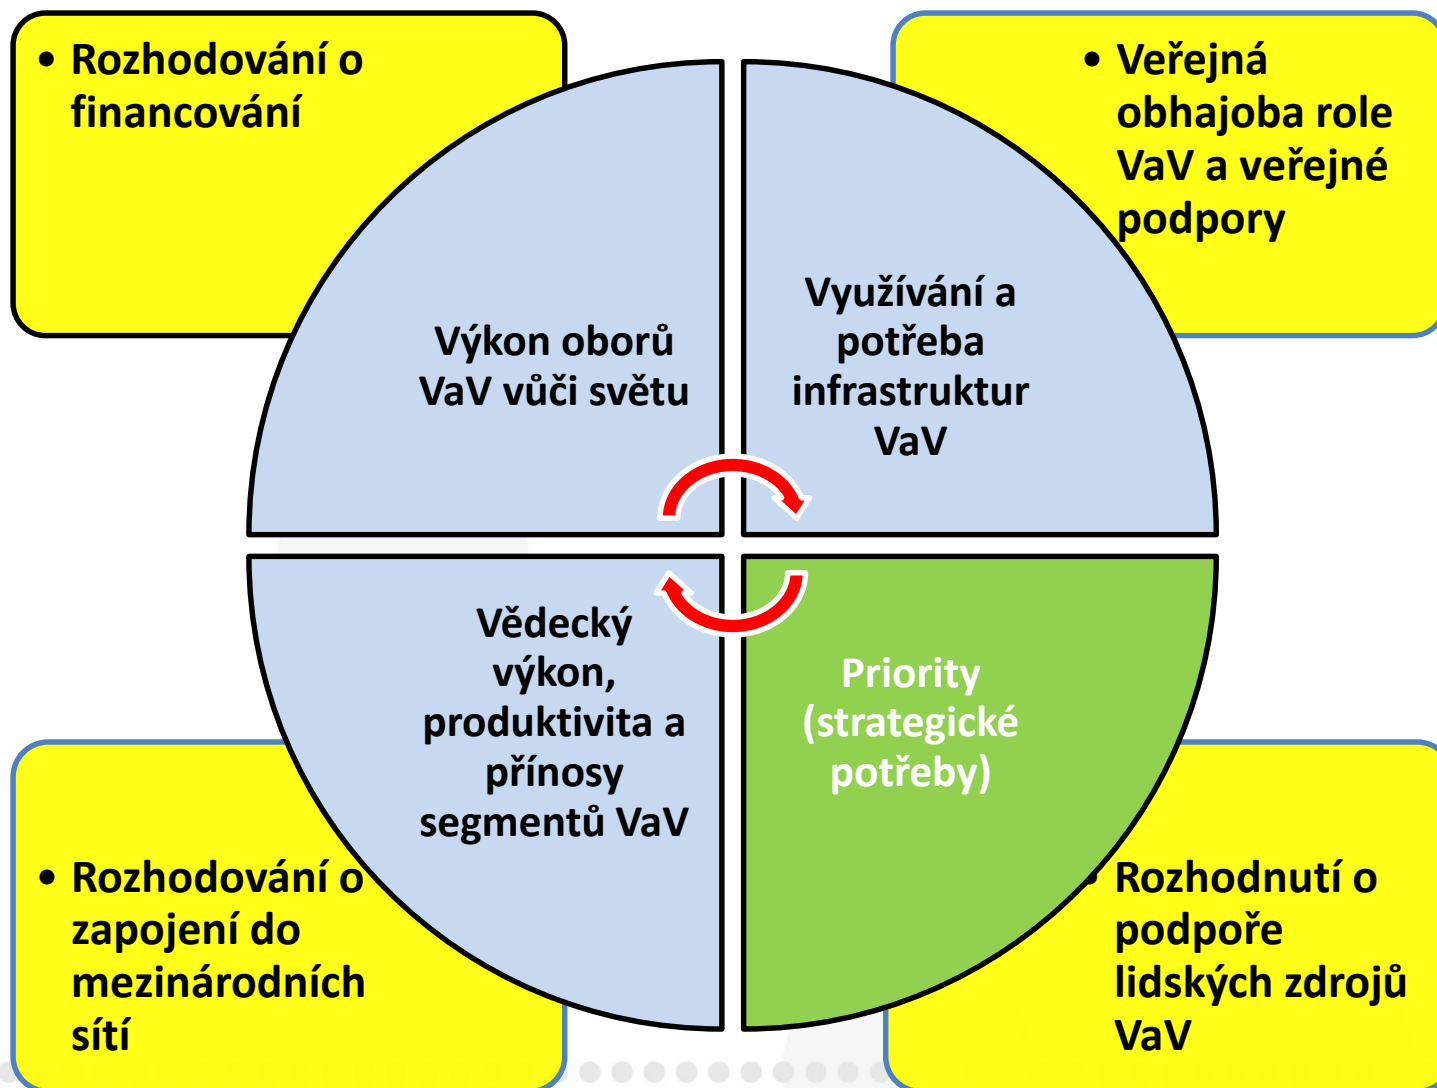 • Rozhodování o
financování
• Veřejná
obhajoba role
VaV a veřejné
podpory
Výkon oborů
VaV vůči světu
Využívání a
potřeba
infrastruktur
VaV
Vědecký
výkon,
produktivita a
přínosy
segmentů VaV
Priority
(strategické
potřeby)
• Rozhodování o
zapojení do
mezinárodních
sítí
• Rozhodnutí o
podpoře
lidských zdrojů
VaV